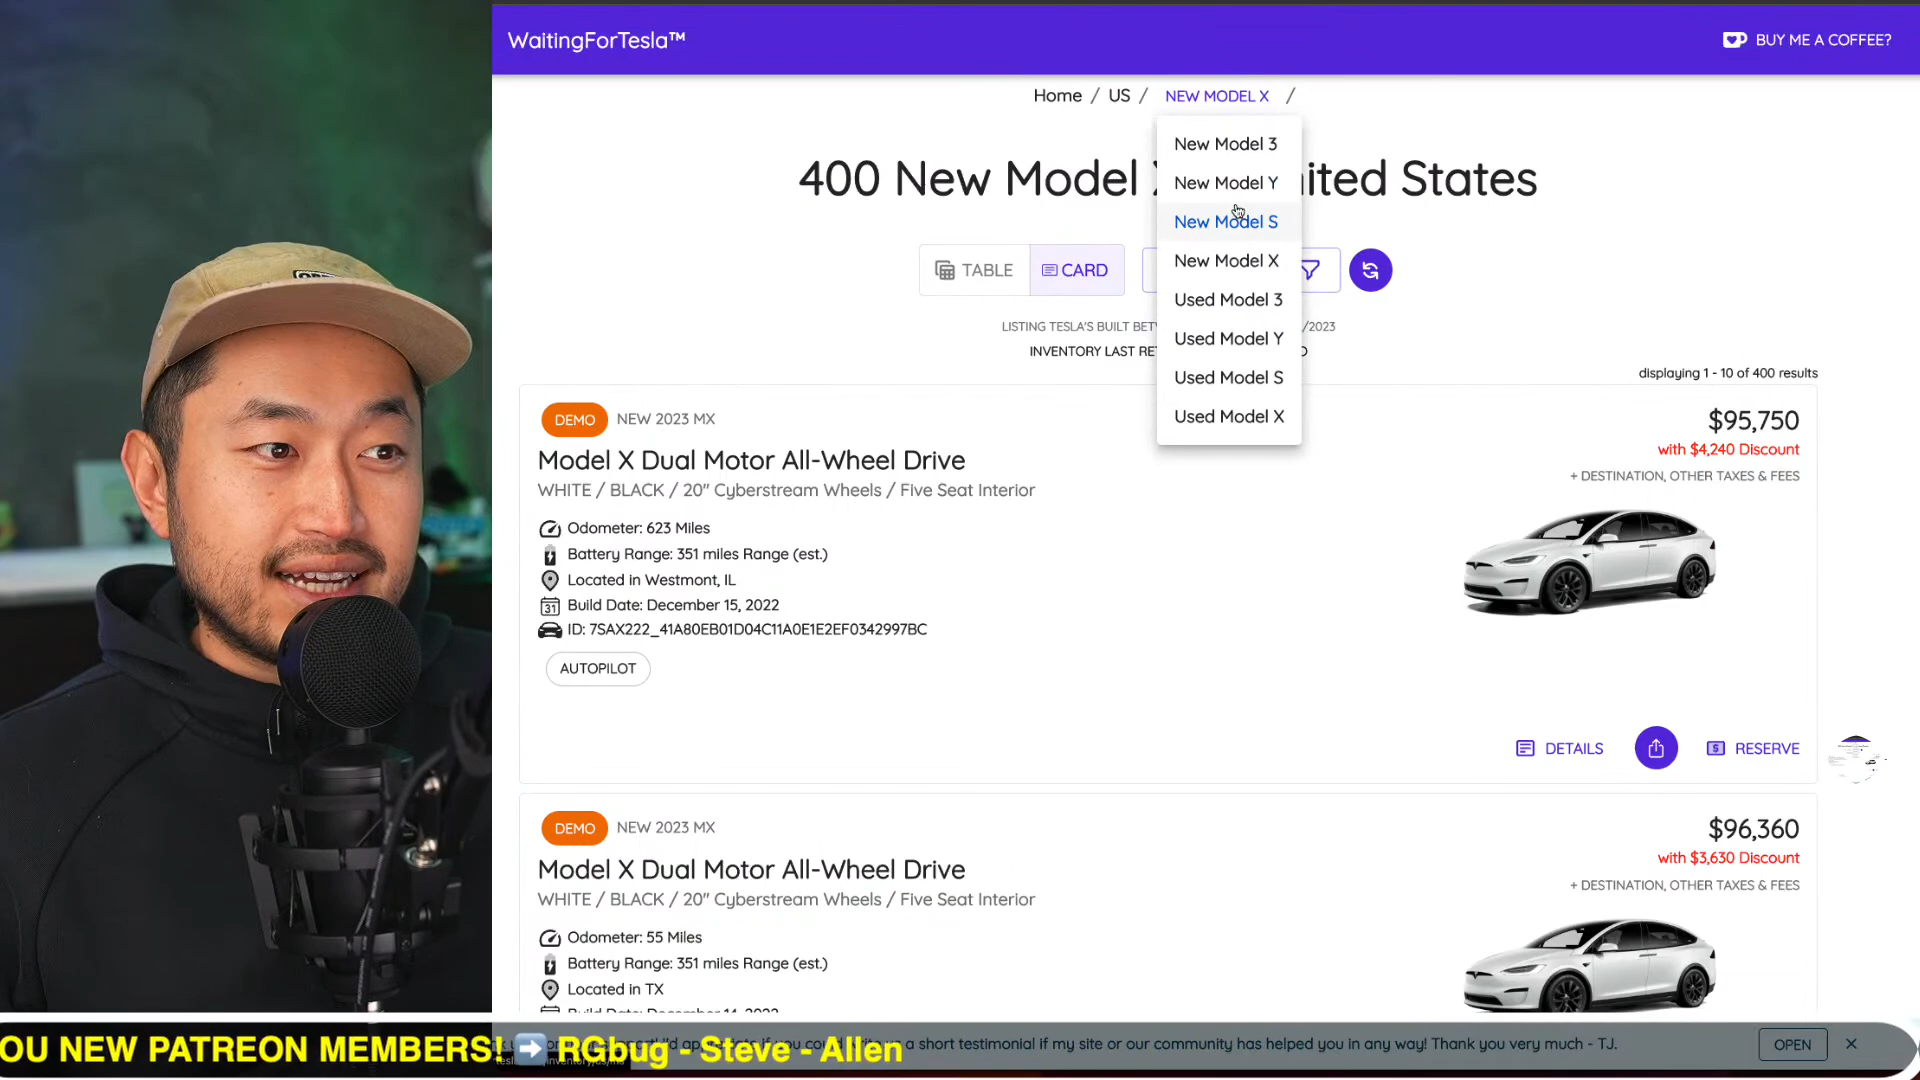 WaitingForTesla™
BUY ME A COFFEE?
Home / US / NEW MODEL X /
New Model 3
New Model Y
New Model S
New Model X
Used Model 3
Used Model Y
Used Model S
Used Model X
400 New Model ited States
TABLE
CARD
LISTING TESLA'S BUILT BET /2023
INVENTORY LAST RE
displaying 1 - 10 of 400 results
DEMO NEW 2023 MX
$95,750
with $4,240 Discount
+ DESTINATION, OTHER TAXES & FEES
Model X Dual Motor All-Wheel Drive
WHITE / BLACK / 20" Cyberstream Wheels / Five Seat Interior
Odometer: 623 Miles
Battery Range: 351 miles Range (est.)
Located in Westmont, IL
31 Build Date: December 15, 2022
ID: 7SAX222_41A80EB01D04C11A0E1E2EF0342997BC
AUTOPILOT
DETAILS
$ RESERVE
DEMO NEW 2023 MX
$96,360
with $3,630 Discount
+ DESTINATION, OTHER TAXES & FEES
Model X Dual Motor All-Wheel Drive
WHITE / BLACK / 20" Cyberstream Wheels / Five Seat Interior
Odometer: 55 Miles
Battery Range: 351 miles Range (est.)
Located in TX
Build Date: December 14, 2022
OU NEW PATREON MEMBERS! ➡ RGbug - Steve - Allen
a short testimonial if my site or our community has helped you in any way! Thank you very much - TJ.
OPEN